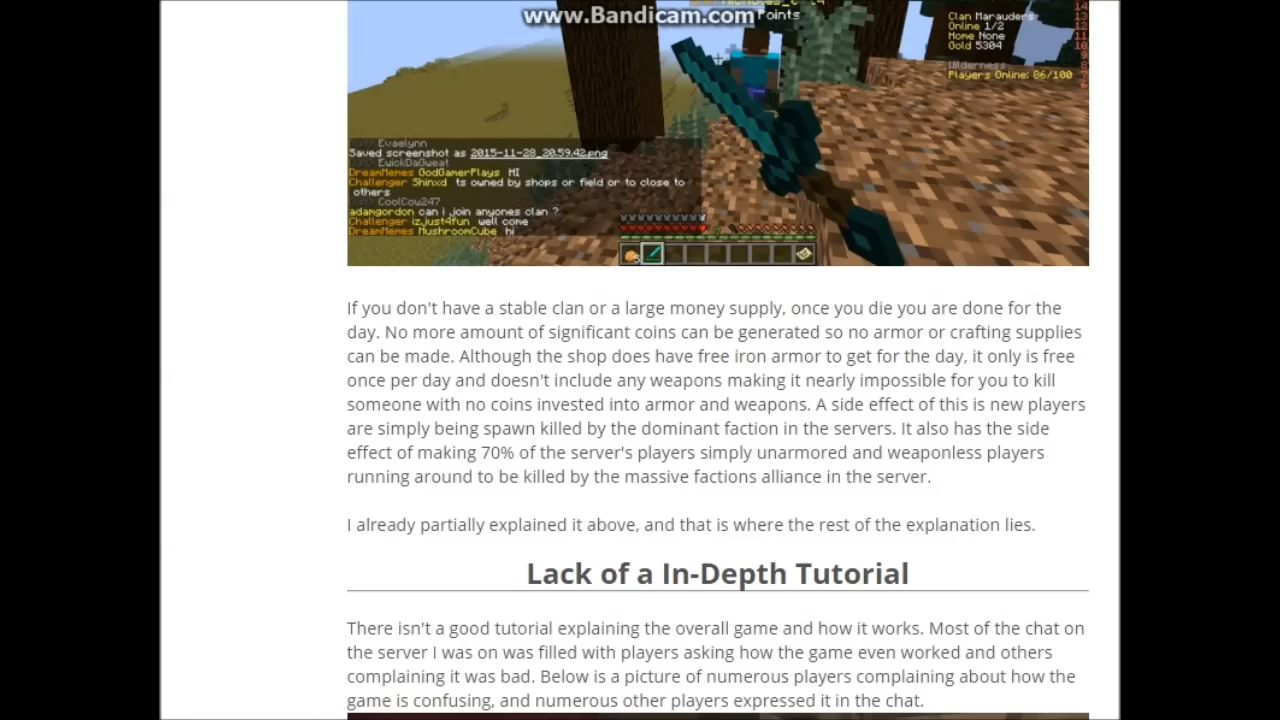 www.Bandicam.com
Points
Clan Marauders
Online 1/2
Home None
Gold 5304
Wilderness
Players Online: 86/100
14
13
12
11
10
9
8
7
Evaelynn
Saved screenshot as 2015-11-28_20.59.42.png
EwickDaSweat
DreamMemes GodGamerPlays HI
Challenger Shinxd ts owned by shops or field or to close to
others
CoolCow247
adamgordon can i join anyones clan ?
Challenger izjust4fun well come
DreamMemes MushroomCube hi
If you don't have a stable clan or a large money supply, once you die you are done for the
day. No more amount of significant coins can be generated so no armor or crafting supplies
can be made. Although the shop does have free iron armor to get for the day, it only is free
once per day and doesn't include any weapons making it nearly impossible for you to kill
someone with no coins invested into armor and weapons. A side effect of this is new players
are simply being spawn killed by the dominant faction in the servers. It also has the side
effect of making 70% of the server's players simply unarmored and weaponless players
running around to be killed by the massive factions alliance in the server.
I already partially explained it above, and that is where the rest of the explanation lies.
Lack of a In-Depth Tutorial
There isn't a good tutorial explaining the overall game and how it works. Most of the chat on
the server I was on was filled with players asking how the game even worked and others
complaining it was bad. Below is a picture of numerous players complaining about how the
game is confusing, and numerous other players expressed it in the chat.